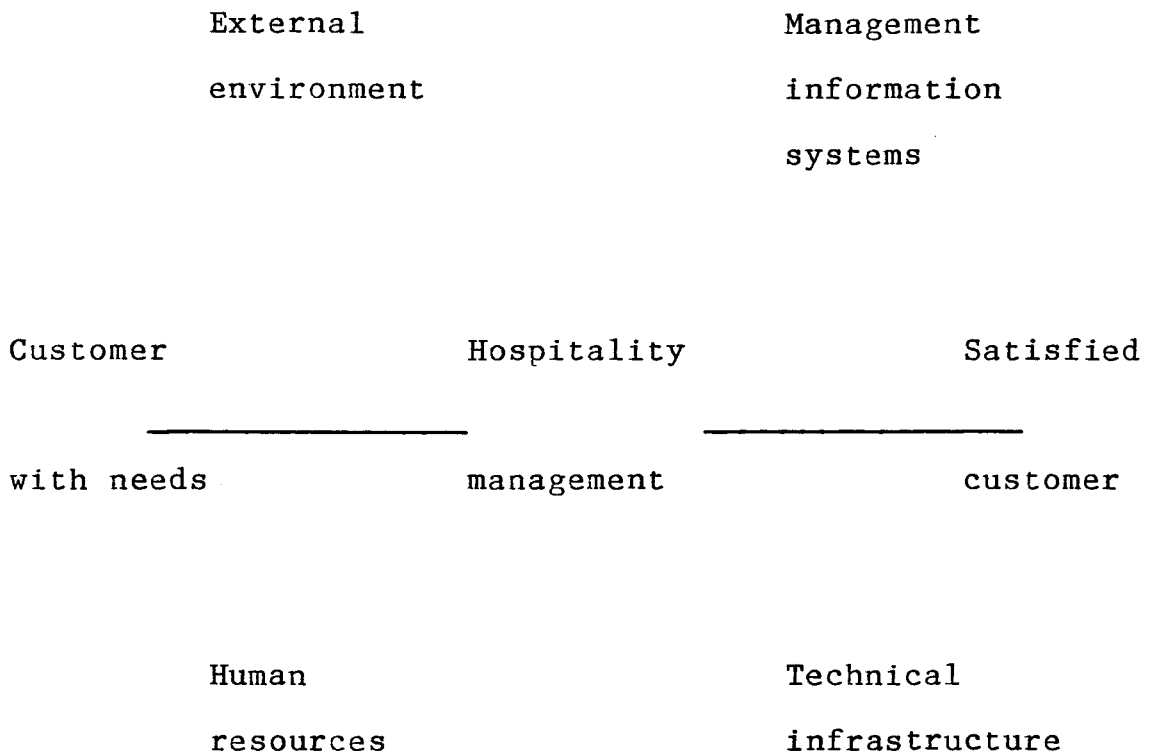 External Management
environment information
systems
Customer Hospitality Satisfied
with needs management customer
Human Technical
resources infrastructure